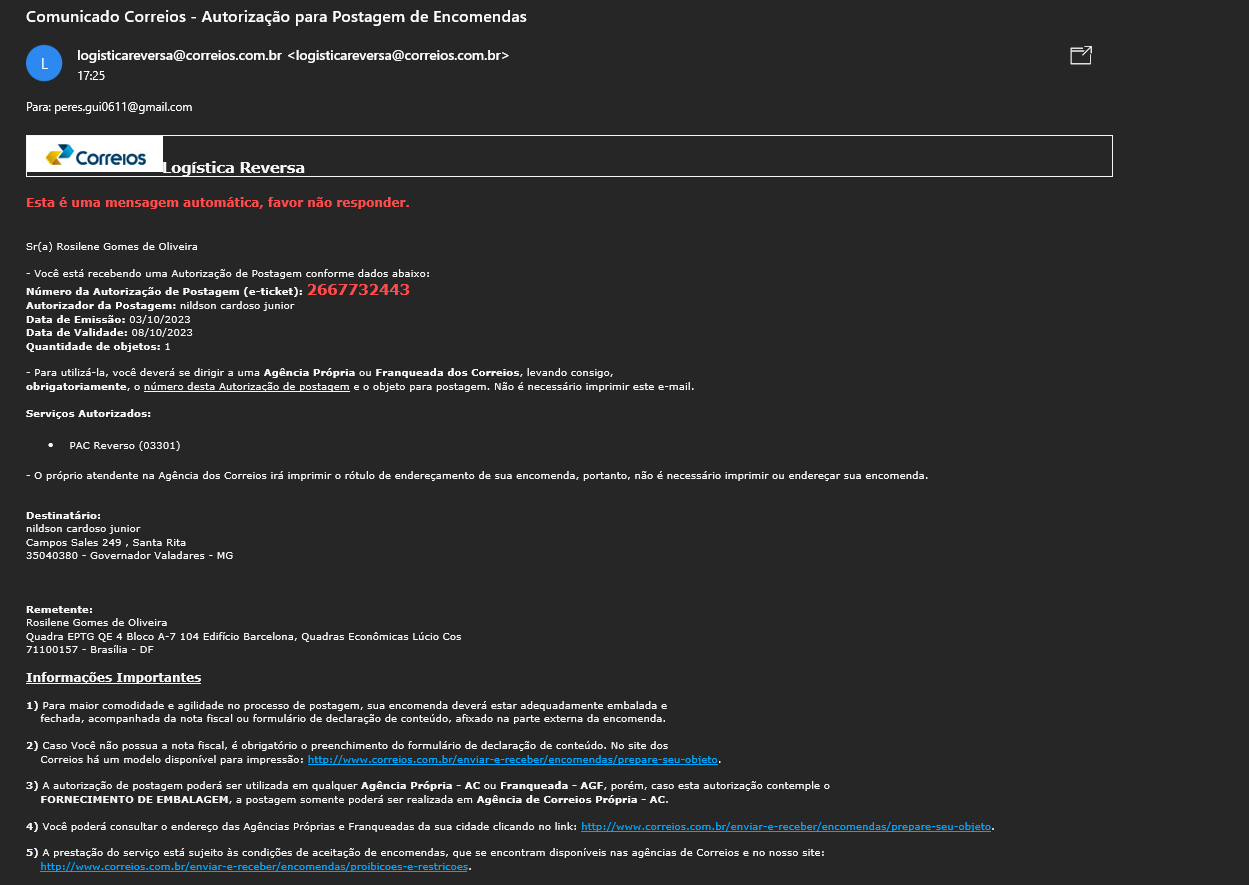 Comunicado Correios - Autorização para Postagem de Encomendas
L
logisticareversa@correios.com.br <logisticareversa@correios.com.br>
17:25
Para: peres.gui0611@gmail.com
Correios Logística Reversa
Esta é uma mensagem automática, favor não responder.
Sr(a) Rosilene Gomes de Oliveira
- Você está recebendo uma Autorização de Postagem conforme dados abaixo:
Número da Autorização de Postagem (e-ticket): 2667732443
Autorizador da Postagem: nildson cardoso junior
Data de Emissão: 03/10/2023
Data de Validade: 08/10/2023
Quantidade de objetos: 1
- Para utilizá-la, você deverá se dirigir a uma Agência Própria ou Franqueada dos Correios, levando consigo,
obrigatoriamente, o número desta Autorização de postagem e o objeto para postagem. Não é necessário imprimir este e-mail.
Serviços Autorizados:
• PAC Reverso (03301)
- O próprio atendente na Agência dos Correios irá imprimir o rótulo de endereçamento de sua encomenda, portanto, não é necessário imprimir ou endereçar sua encomenda.
Destinatário:
nildson cardoso junior
Campos Sales 249 , Santa Rita
35040380 - Governador Valadares - MG
Remetente:
Rosilene Gomes de Oliveira
Quadra EPTG QE 4 Bloco A-7 104 Edifício Barcelona, Quadras Econômicas Lúcio Cos
71100157 - Brasília - DF
Informações Importantes
1) Para maior comodidade e agilidade no processo de postagem, sua encomenda deverá estar adequadamente embalada e
fechada, acompanhada da nota fiscal ou formulário de declaração de conteúdo, afixado na parte externa da encomenda.
2) Caso Você não possua a nota fiscal, é obrigatório o preenchimento do formulário de declaração de conteúdo. No site dos
Correios há um modelo disponível para impressão: http://www.correios.com.br/enviar-e-receber/encomendas/prepare-seu-objeto.
3) A autorização de postagem poderá ser utilizada em qualquer Agência Própria - AC ou Franqueada - AGF, porém, caso esta autorização contemple o
FORNECIMENTO DE EMBALAGEM, a postagem somente poderá ser realizada em Agência de Correios Própria - AC.
4) Você poderá consultar o endereço das Agências Próprias e Franqueadas da sua cidade clicando no link: http://www.correios.com.br/enviar-e-receber/encomendas/prepare-seu-objeto.
5) A prestação do serviço está sujeito às condições de aceitação de encomendas, que se encontram disponíveis nas agências de Correios e no nosso site:
http://www.correios.com.br/enviar-e-receber/encomendas/proibicoes-e-restricoes.